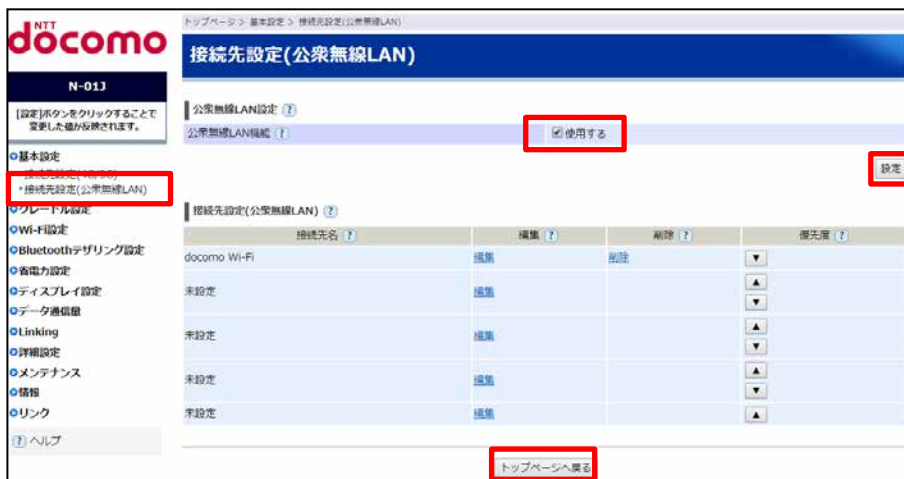 トップページ > 基本設定 > 接続先設定(公衆無線LAN)
NTT
döcomo
接続先設定(公衆無線LAN)
N-01J
[設定]ボタンをクリックすることで
変更した値が反映されます。
公衆無線LAN設定 ?
公衆無線LAN機能 ? 使用する
設定
基本設定
接続先設定(公衆無線LAN)
クレードル設定
Wi-Fi設定
Bluetoothテザリング設定
省電力設定
ディスプレイ設定
データ通信量
Linking
詳細設定
メンテナンス
情報
リンク
? ヘルプ
接続先設定(公衆無線LAN) ?
接続先名 ? 編集 ? 削除 ? 優先度 ?
docomo Wi-Fi 編集 削除 ▼
未設定 編集 ▲ ▼
未設定 編集 ▲ ▼
未設定 編集 ▲ ▼
未設定 編集 ▲
トップページへ戻る